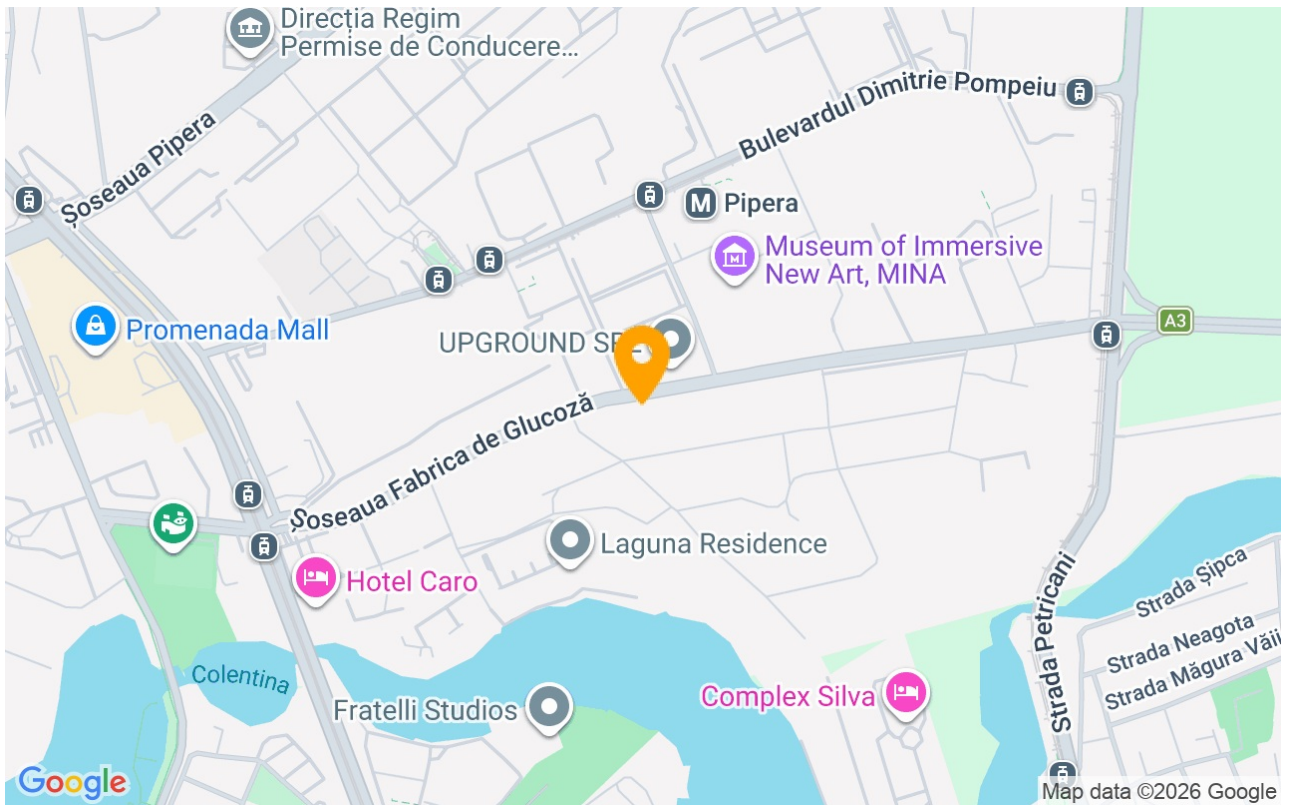 Direcția Regim
Permise de Conducere...
Șoseaua Pipera
Bulevardul Dimitrie Pompeiu
M Pipera
Museum of Immersive
New Art, MINA
Promenada Mall
UPGROUND
A3
Șoseaua Fabrica de Glucoză
Laguna Residence
Hotel Caro
Strada Petricani
Strada Șipca
Strada Neagota
Strada Măgura Văii
Colentina
Complex Silva
Fratelli Studios
Google
Map data ©2026 Google